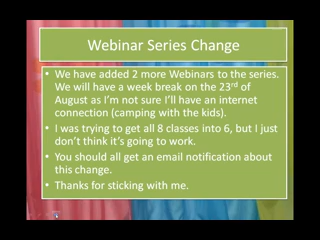 Webinar Series Change
• We have added 2 more Webinars to the series.
We will have a week break on the 23rd of
August as I'm not sure I'll have an internet
connection (camping with the kids).
• I was trying to get all 8 classes into 6, but I just
don't think it's going to work.
• You should all get an email notification about
this change.
• Thanks for sticking with me.